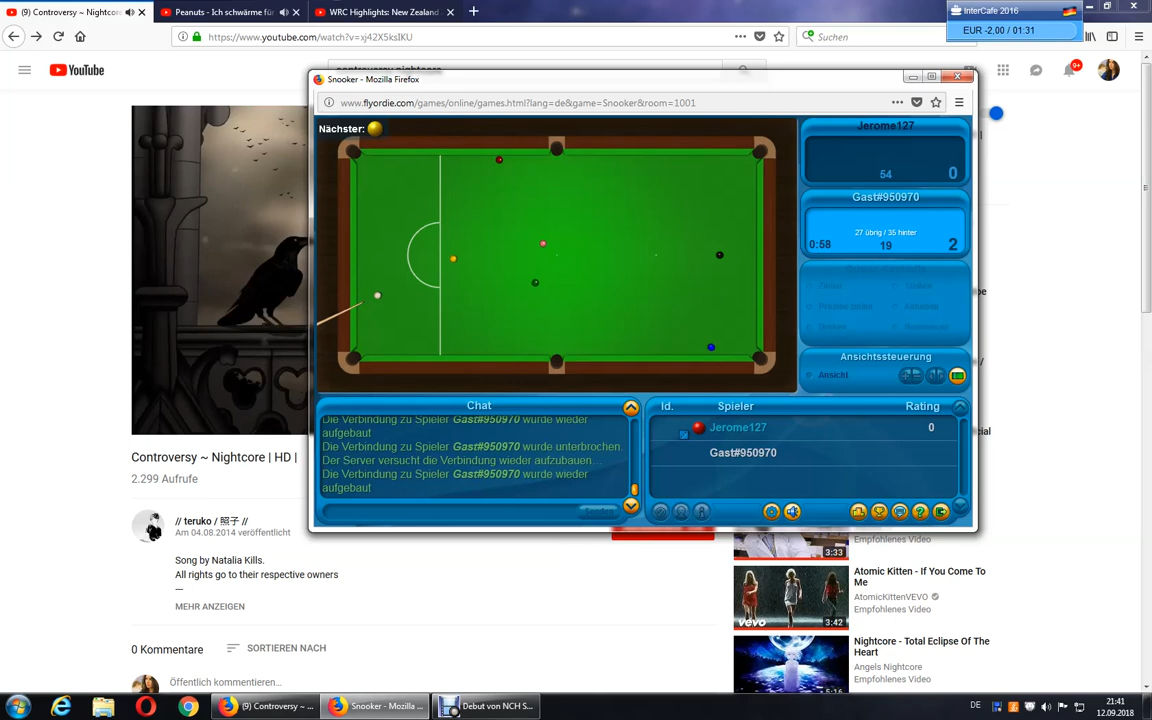 (9) Controversy ~ Nightcore
Peanuts - Ich schwärme für
WRC Highlights: New Zealand
InterCafe 2016
EUR -2,00 / 01:31
https://www.youtube.com/watch?v=xj42X5ksIKU
Suchen
YouTube
controversy nightcore
9+
Snooker - Mozilla Firefox
www.flyordie.com/games/online/games.html?lang=de&game=Snooker&room=1001
Nächster:
Jerome127
54 0
Gast#950970
27 übrig / 35 hinter
0:58 19 2
Ansichtssteuerung
Ansicht
Chat
Die Verbindung zu Spieler Gast#950970 wurde wieder
aufgebaut
Die Verbindung zu Spieler Gast#950970 wurde unterbrochen.
Der Server versucht die Verbindung wieder aufzubauen...
Die Verbindung zu Spieler Gast#950970 wurde wieder
aufgebaut
Id. Spieler Rating
Jerome127 0
Gast#950970
Controversy ~ Nightcore | HD |
2.299 Aufrufe
// teruko / 照子 //
Am 04.08.2014 veröffentlicht
Song by Natalia Kills.
All rights go to their respective owners
---
MEHR ANZEIGEN
0 Kommentare
SORTIEREN NACH
Öffentlich kommentieren...
3:33
Empfohlenes Video
Atomic Kitten - If You Come To
Me
AtomicKittenVEVO
Empfohlenes Video
vevo
3:42
Nightcore - Total Eclipse Of The
Heart
Angels Nightcore
Empfohlenes Video
5:16
(9) Controversy ~ ...
Snooker - Mozilla ...
Debut von NCH S...
DE
21:41
12.09.2018